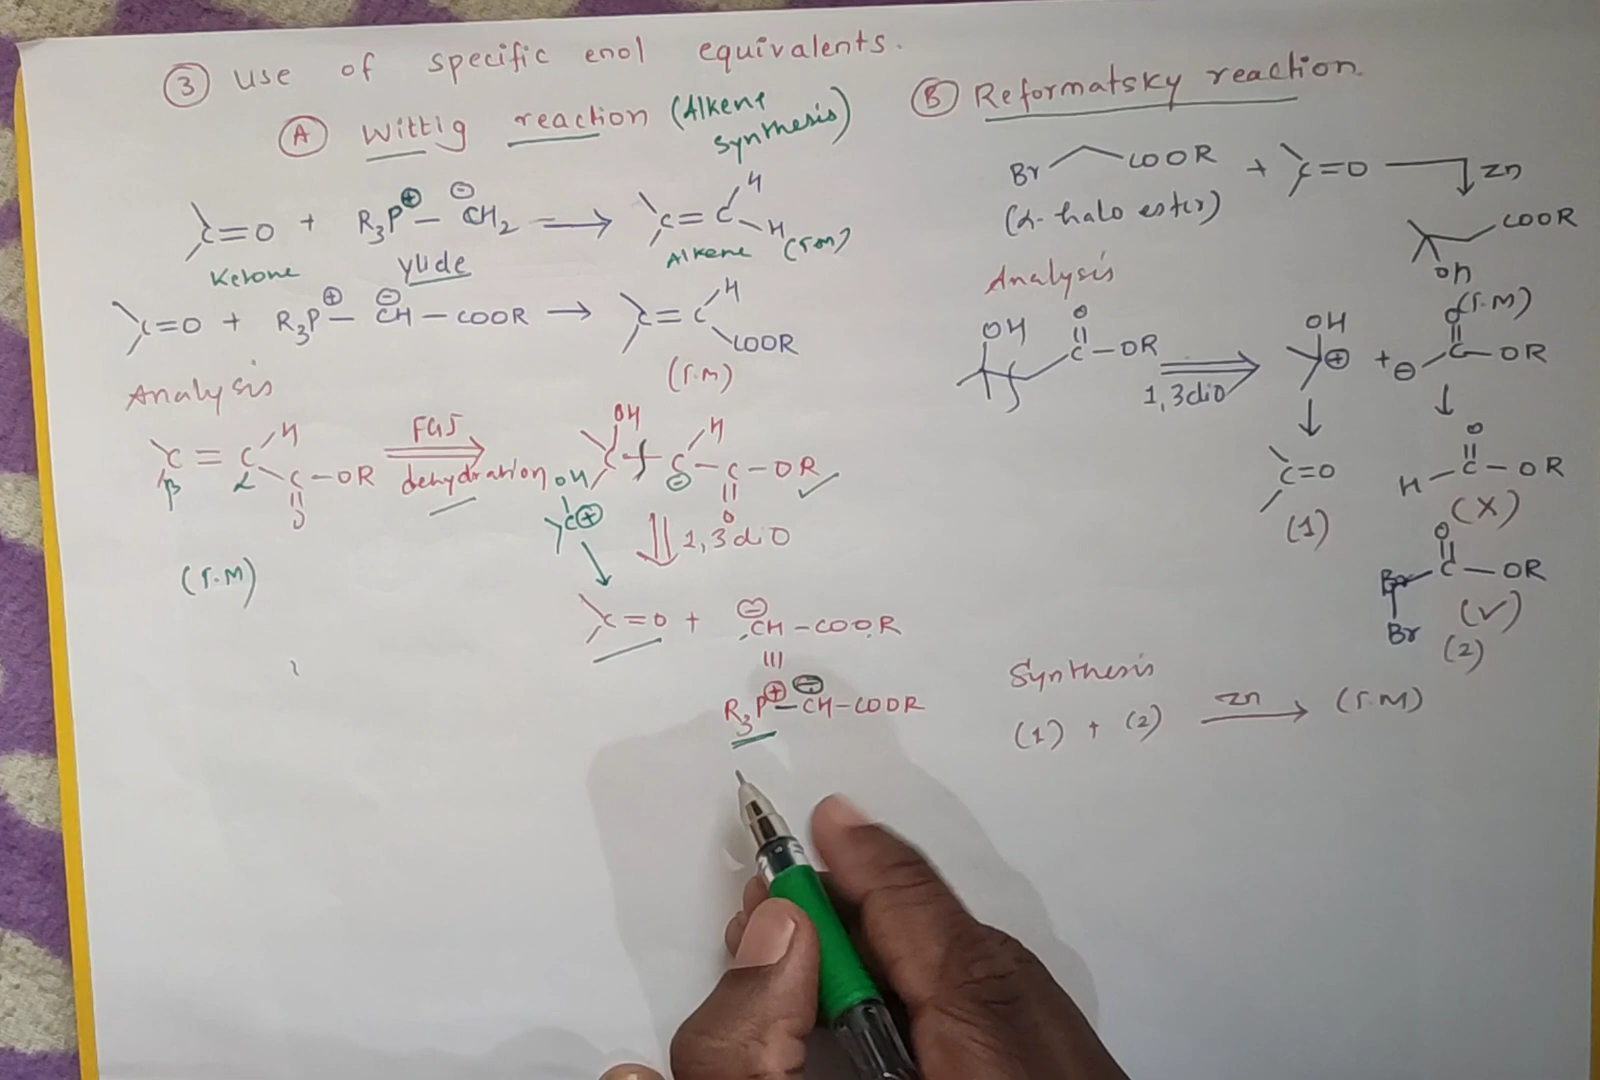 ③ Use of specific enol equivalents.
Ⓐ Wittig reaction (Alkene
synthesis)
C=O + R3P⊕ – ⊖CH2 → C=C H
H
Ketone
ylide
Alkene (T.M)
C=O + R3P⊕ – ⊖CH – COOR → C=C H
COOR
(T.M)
Analysis
C = C H
β α C – OR
O
FGI
dehydration
OH
C C H – C – OR
⊖ O
(T.M)
OH
C⊕
1,3 diO
C=O + ⊖CH – COOR
R3P⊕ – ⊖CH – COOR
Ⓑ Reformatsky reaction
Br COOR + C=O Zn
(α-halo ester)
COOR
OH
(T.M)
Analysis
OH O
C – OR
1,3diO
OH
⊕ + ⊖ O
C – OR
C=O
(1)
O
H – C – OR
(X)
O
C – OR
Br
(✓)
(2)
Synthesis
(1) + (2) Zn → (T.M)